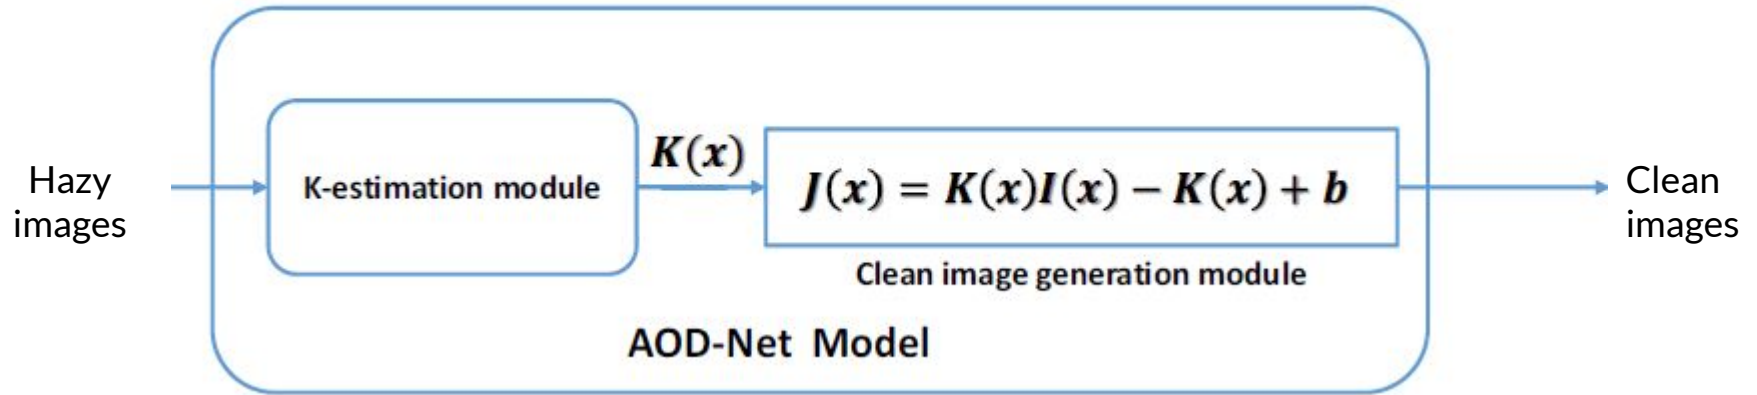 Hazy
images
K-estimation module
K(x)
J(x) = K(x)I(x) − K(x) + b
Clean image generation module
AOD-Net Model
Clean
images